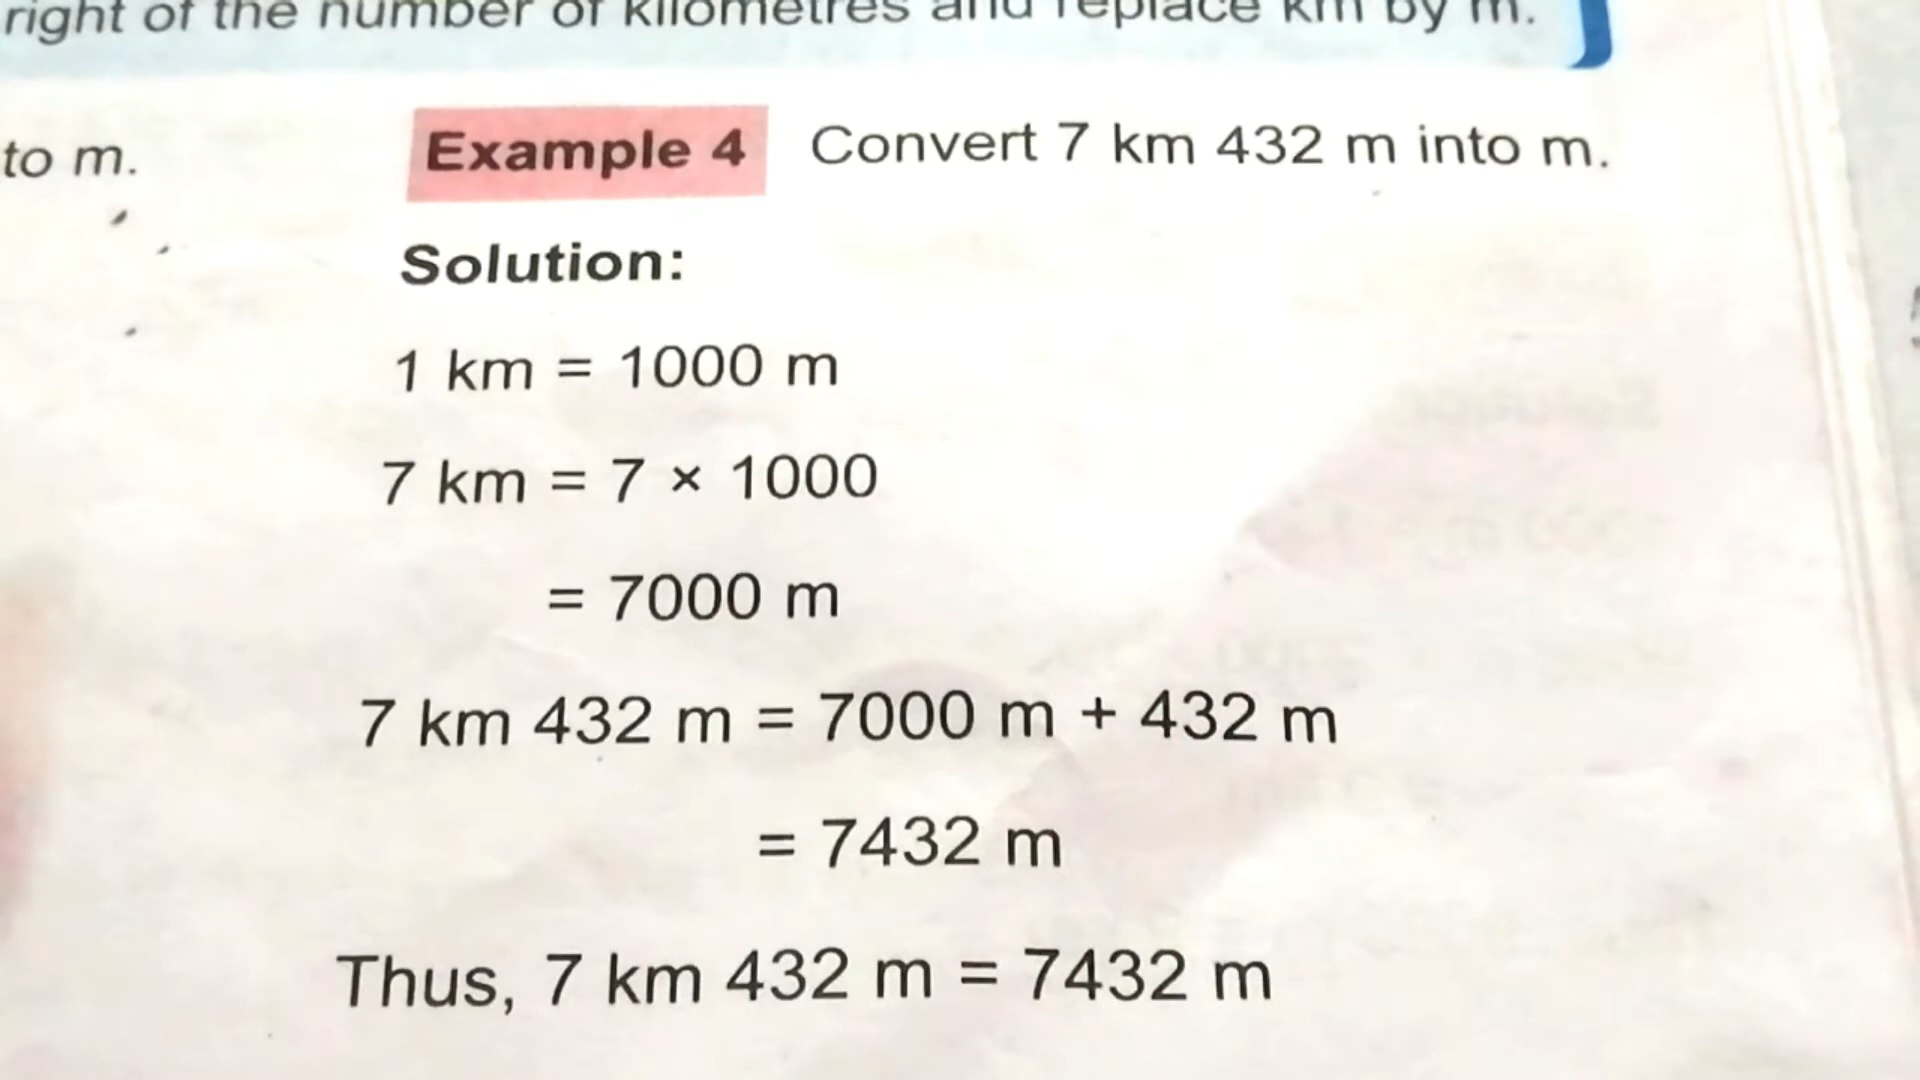 right of the number of kilometres and replace km by m.
to m.
Example 4 Convert 7 km 432 m into m.
Solution:
1 km = 1000 m
7 km = 7 × 1000
= 7000 m
7 km 432 m = 7000 m + 432 m
= 7432 m
Thus, 7 km 432 m = 7432 m